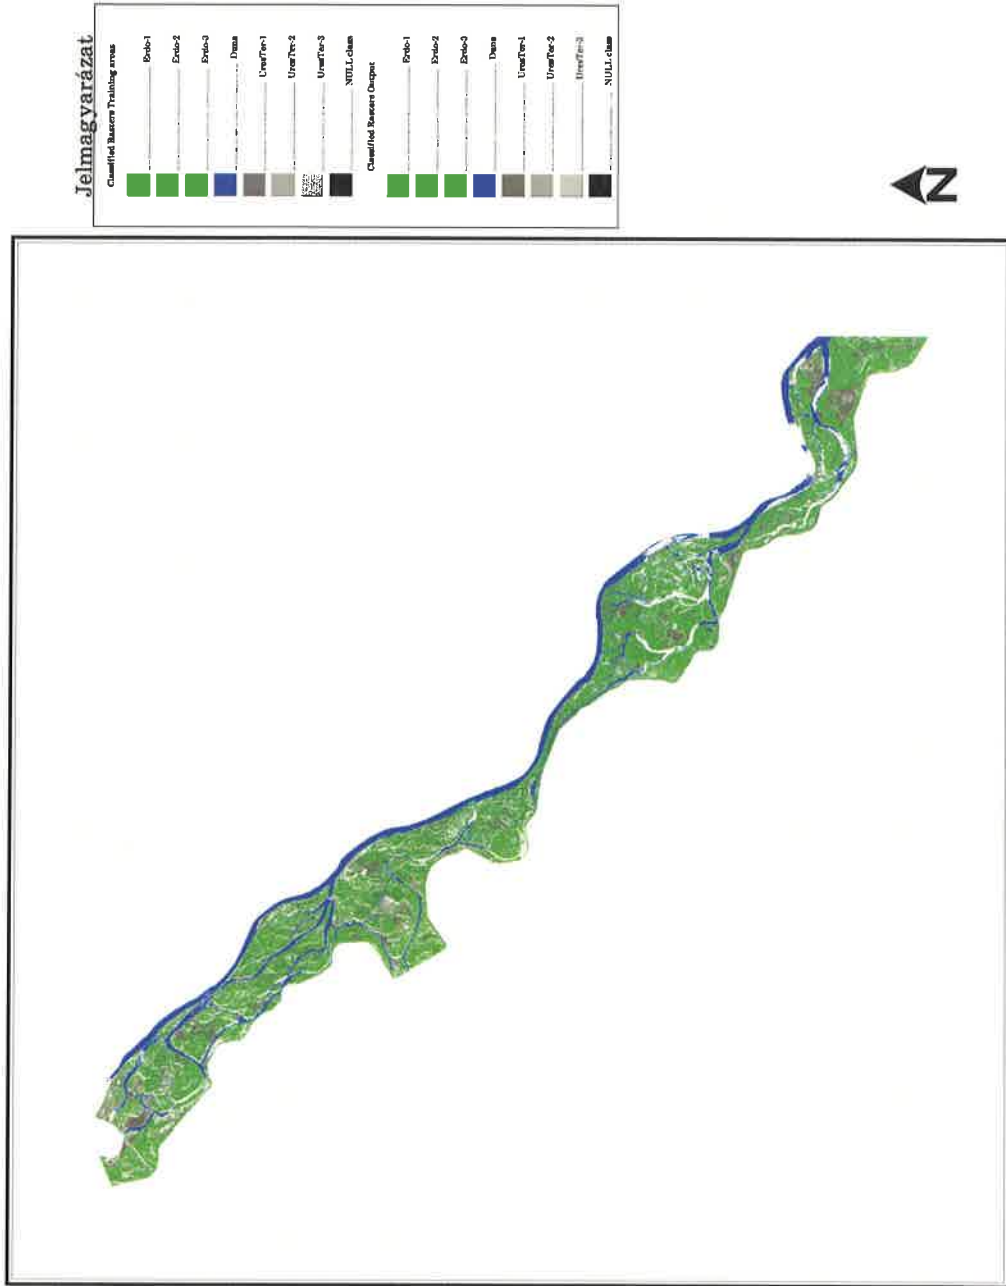 Jelmagyarázat
Classified Rasters Training areas
Erdo-1
Erdo-2
Erdo-3
Duna
UresTer-1
UresTer-2
UresTer-3
NULL class
Classified Rasters Output
Erdo-1
Erdo-2
Erdo-3
Duna
UresTer-1
UresTer-2
UresTer-3
NULL class
N